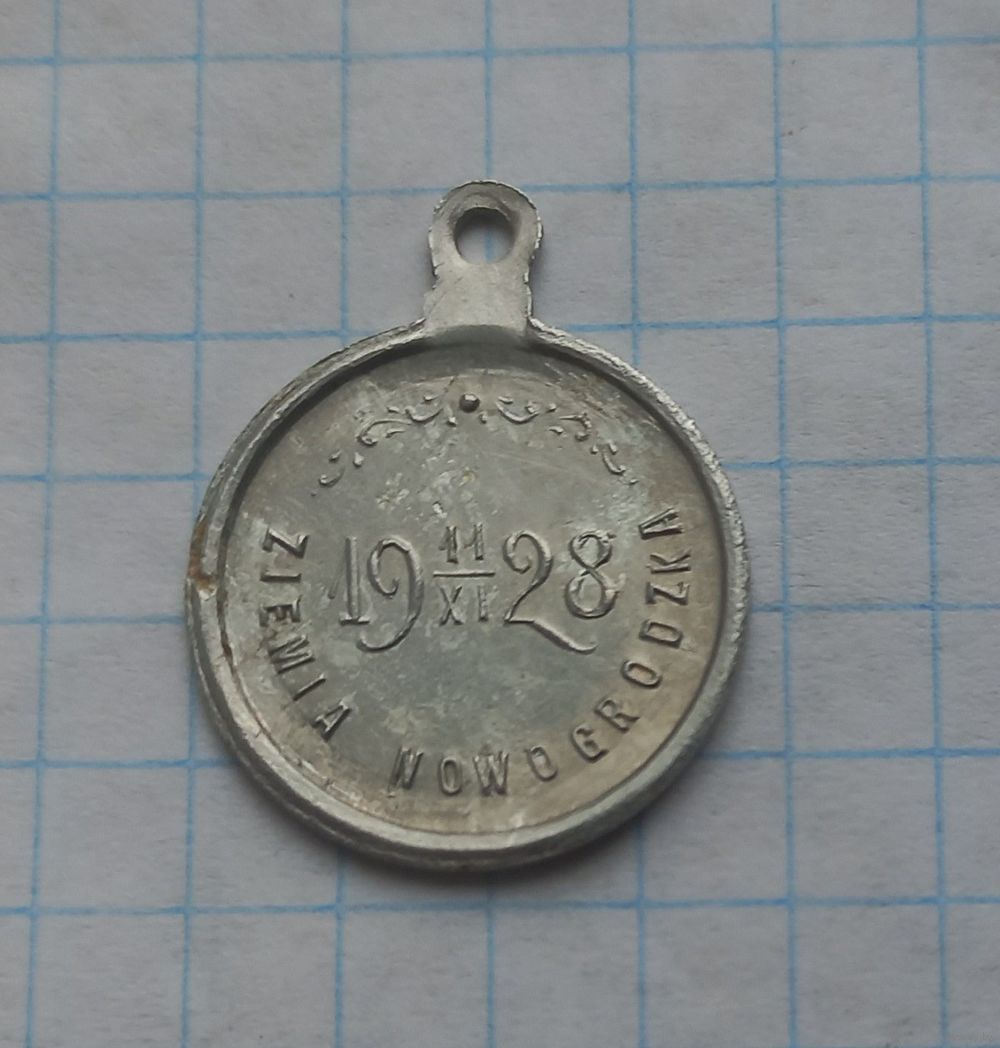 19 11/XI 28
ZIEMIA NOWOGRODZKA